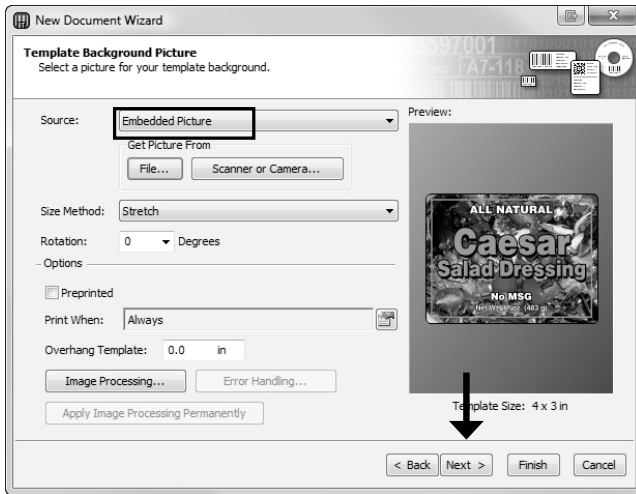 New Document Wizard
Template Background Picture
Select a picture for your template background.
A7-118
Source:
Embedded Picture
Get Picture From
File...
Scanner or Camera...
Size Method:
Stretch
Rotation:
0
Degrees
Options
Preprinted
Print When:
Always
Overhang Template:
0.0 in
Image Processing...
Error Handling...
Apply Image Processing Permanently
Preview:
ALL NATURAL
Caesar
Salad Dressing
No MSG
Template Size: 4 x 3 in
< Back
Next >
Finish
Cancel